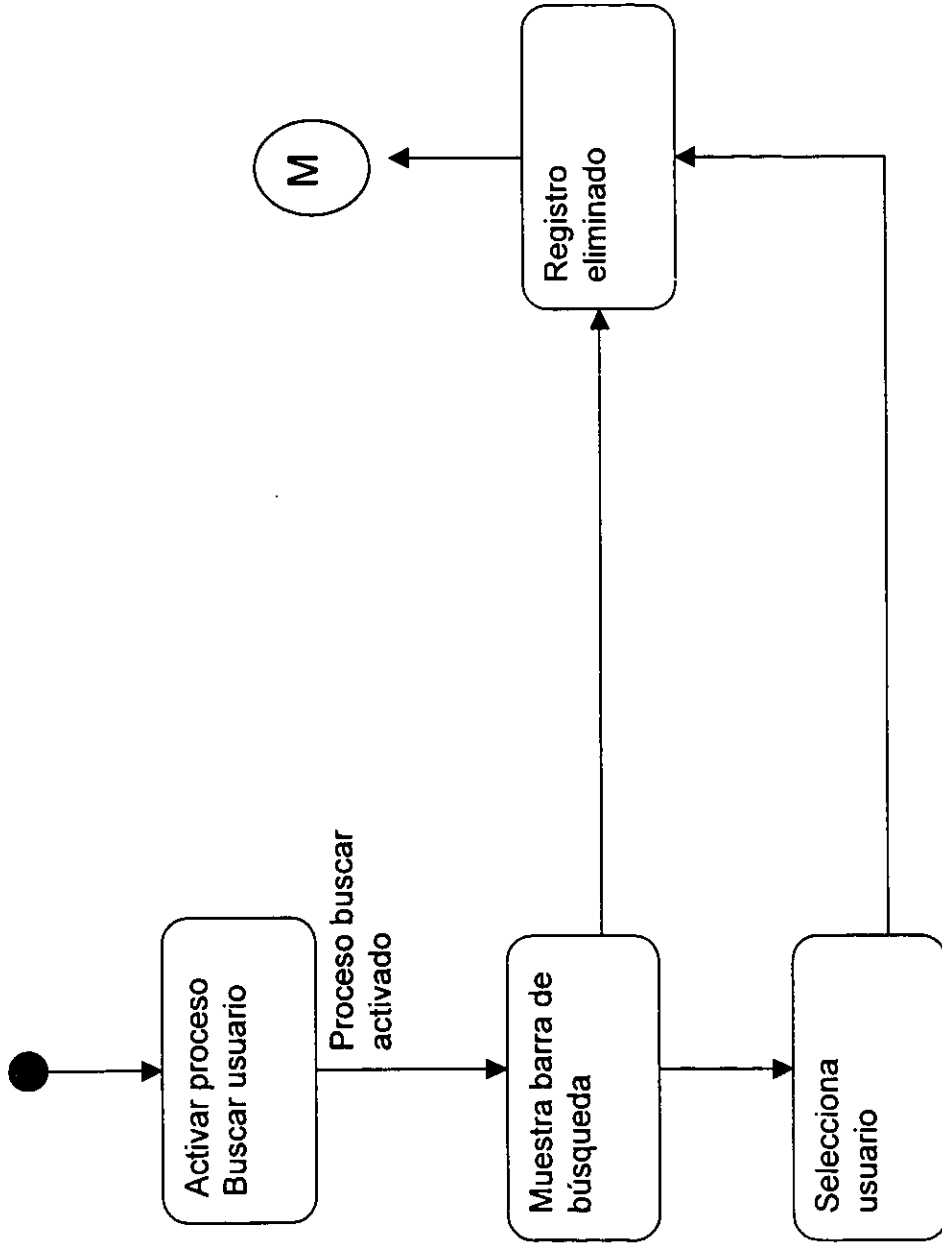 Activar proceso
Buscar usuario
Proceso buscar
activado
Muestra barra de
búsqueda
Selecciona
usuario
Registro
eliminado
M